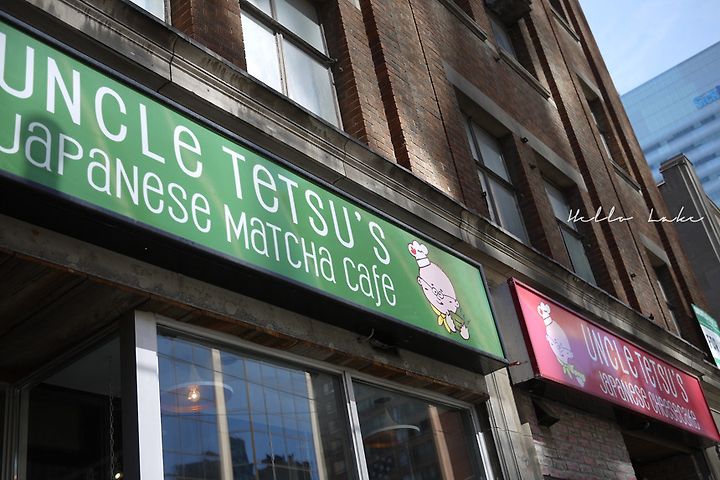 UNCLE TETSU'S
JAPANESE MATCHA CAFE
Hello Lake
UNCLE TETSU'S
JAPANESE CHEESECAKE